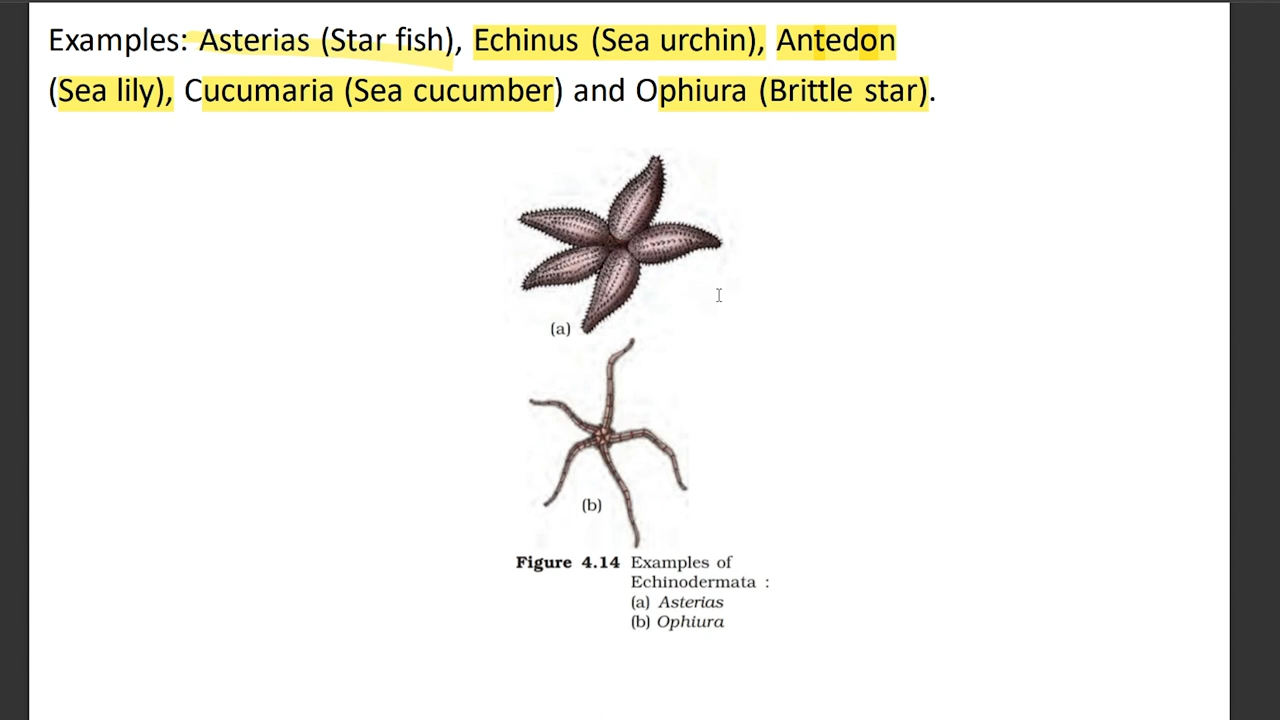 Examples: Asterias (Star fish), Echinus (Sea urchin), Antedon
(Sea lily), Cucumaria (Sea cucumber) and Ophiura (Brittle star).
(a)
(b)
Figure 4.14 Examples of
Echinodermata :
(a) Asterias
(b) Ophiura